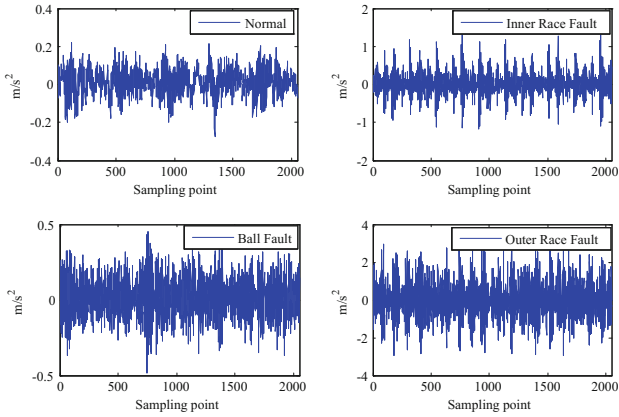 Normal
0.4
0.2
0
-0.2
-0.4
m/s²
0 500 1000 1500 2000
Sampling point
Inner Race Fault
2
1
0
-1
-2
m/s²
0 500 1000 1500 2000
Sampling point
Ball Fault
0.5
0
-0.5
m/s²
0 500 1000 1500 2000
Sampling point
Outer Race Fault
4
2
0
-2
-4
m/s²
0 500 1000 1500 2000
Sampling point